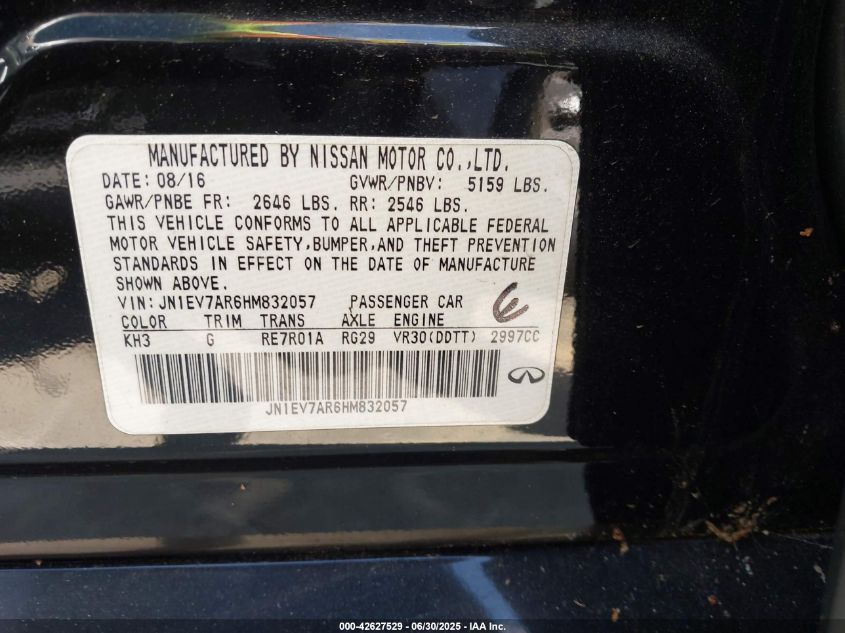 MANUFACTURED BY NISSAN MOTOR CO.,LTD.
DATE: 08/16 GVWR/PNBV: 5159 LBS.
GAWR/PNBE FR: 2646 LBS. RR: 2546 LBS.
THIS VEHICLE CONFORMS TO ALL APPLICABLE FEDERAL
MOTOR VEHICLE SAFETY,BUMPER,AND THEFT PREVENTION
STANDARDS IN EFFECT ON THE DATE OF MANUFACTURE
SHOWN ABOVE.
VIN: JN1EV7AR6HM832057 PASSENGER CAR
COLOR TRIM TRANS AXLE ENGINE
KH3 G RE7R01A RG29 VR30(DDTT) 2997CC
JN1EV7AR6HM832057
000-42627529 - 06/30/2025 - IAA Inc.